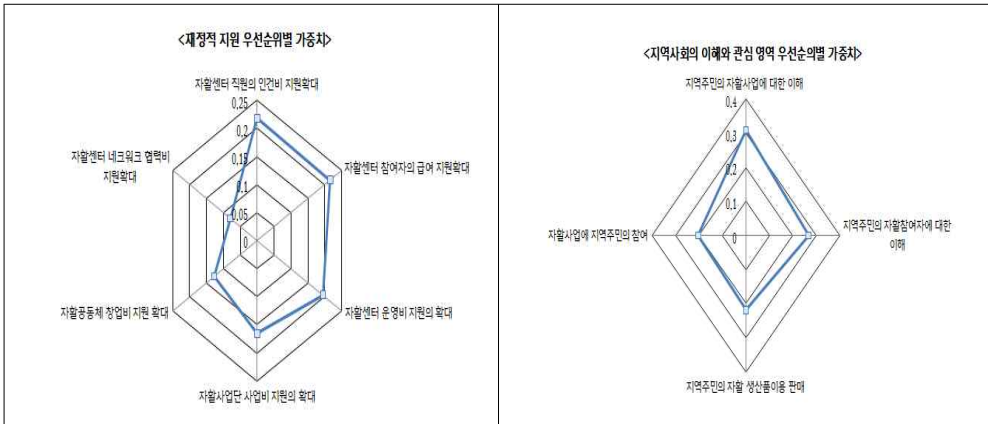 <재정적 지원 우선순위별 가중치>
자활센터 직원의 인건비 지원확대
0.25
0.2
0.15
0.1
0.05
0
자활센터 참여자의 급여 지원확대
자활센터 운영비 지원의 확대
자활사업단 사업비 지원의 확대
자활공동체 창업비 지원 확대
자활센터 네크워크 협력비
지원확대
<지역사회의 이해와 관심 영역 우선순의별 가중치>
지역주민의 자활사업에 대한 이해
0.4
0.3
0.2
0.1
0
지역주민의 자활참여자에 대한
이해
지역주민의 자활 생산품이용 판매
자활사업에 지역주민의 참여